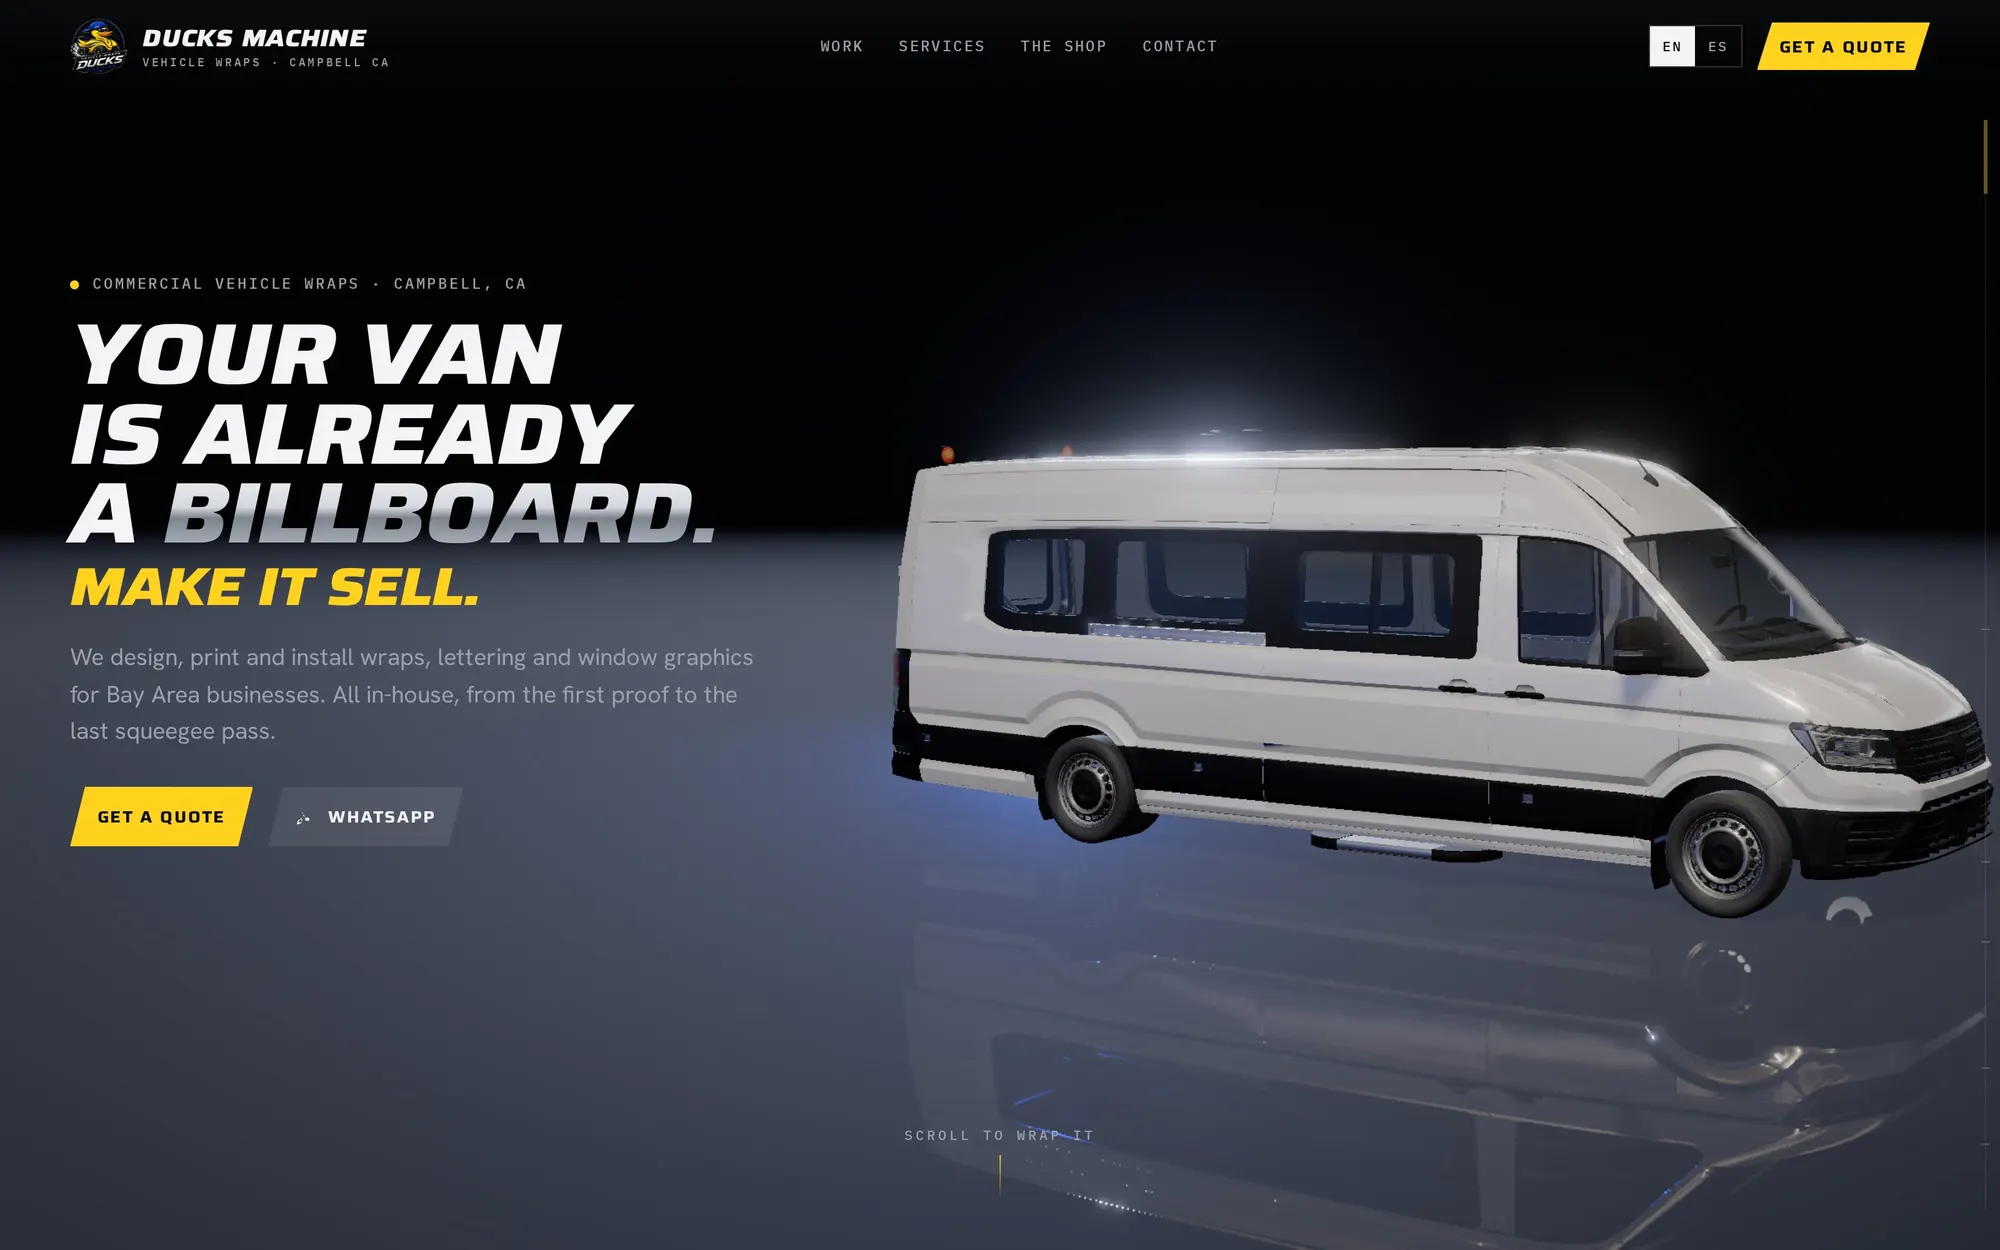 DUCKS
DUCKS MACHINE
VEHICLE WRAPS · CAMPBELL CA
WORK
SERVICES
THE SHOP
CONTACT
EN
ES
GET A QUOTE
COMMERCIAL VEHICLE WRAPS · CAMPBELL, CA
YOUR VAN
IS ALREADY
A BILLBOARD.
MAKE IT SELL.
We design, print and install wraps, lettering and window graphics
for Bay Area businesses. All in-house, from the first proof to the
last squeegee pass.
GET A QUOTE
WHATSAPP
SCROLL TO WRAP IT